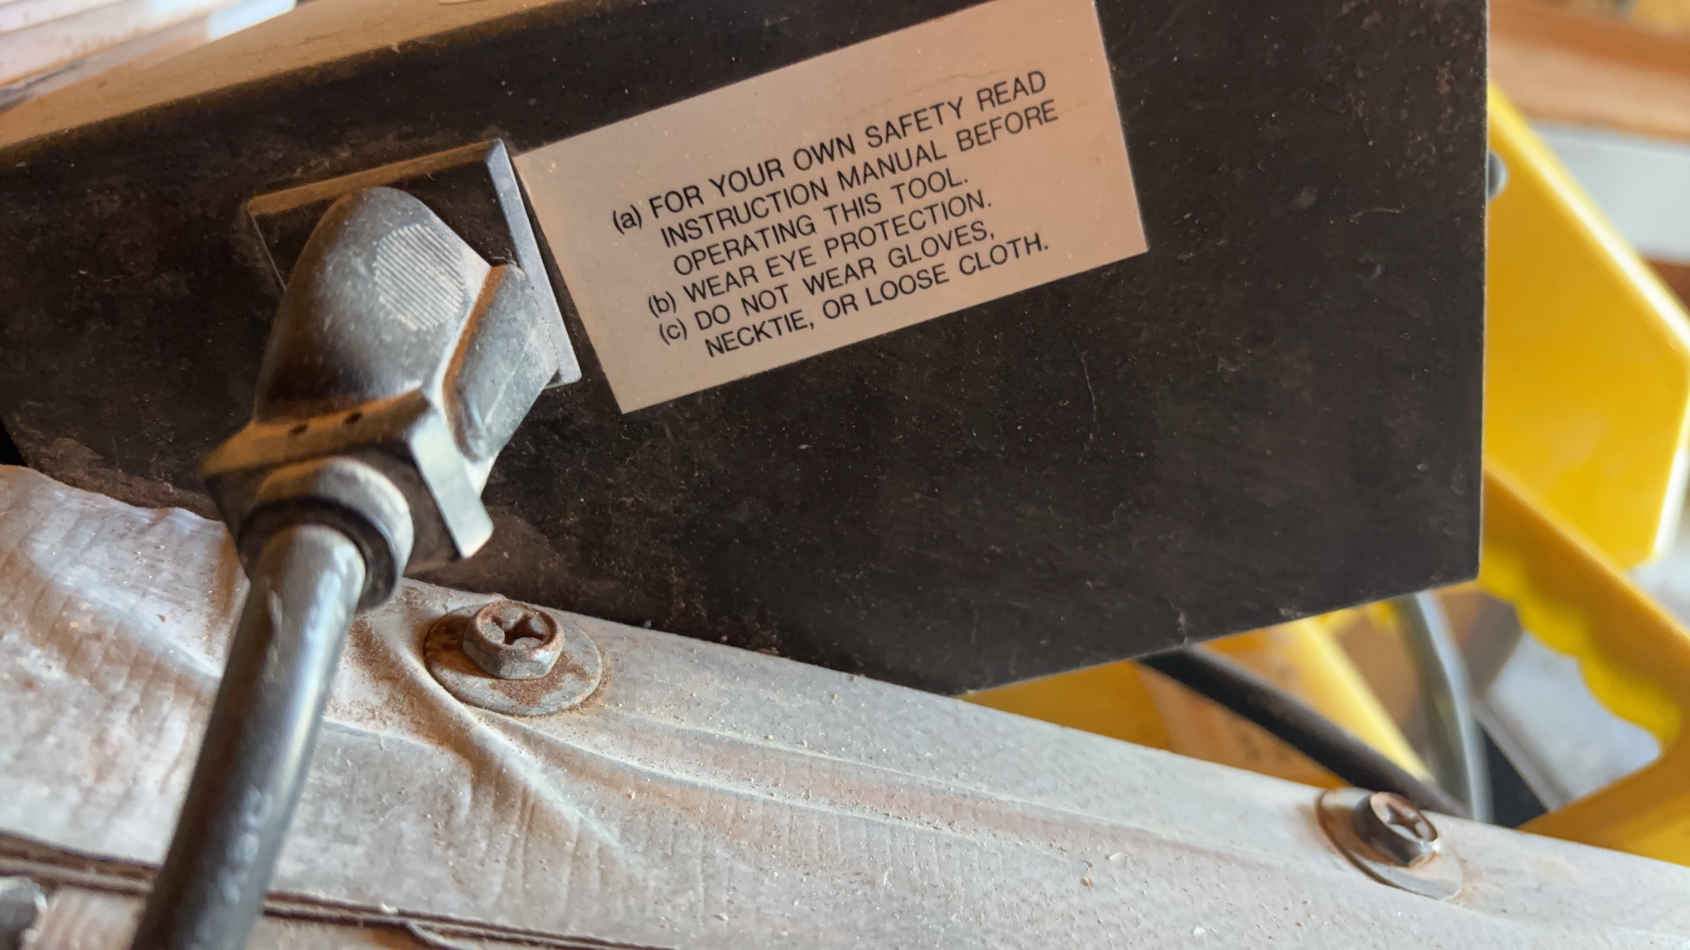 (a) FOR YOUR OWN SAFETY READ
INSTRUCTION MANUAL BEFORE
OPERATING THIS TOOL.
(b) WEAR EYE PROTECTION.
(c) DO NOT WEAR GLOVES,
NECKTIE, OR LOOSE CLOTH.